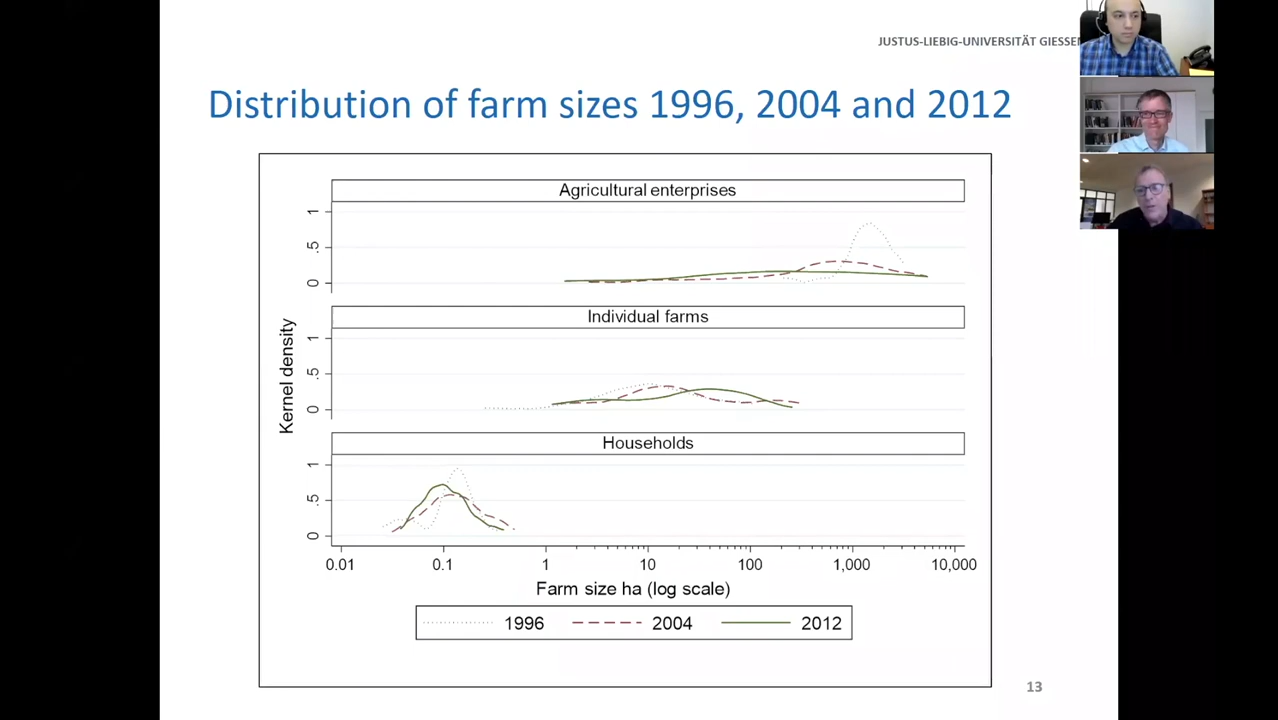 JUSTUS-LIEBIG-UNIVERSITÄT GIESSEN
Distribution of farm sizes 1996, 2004 and 2012
Agricultural enterprises
1
.5
0
Individual farms
1
.5
0
Households
1
.5
0
Kernel density
0.01 0.1 1 10 100 1,000 10,000
Farm size ha (log scale)
1996 2004 2012
13